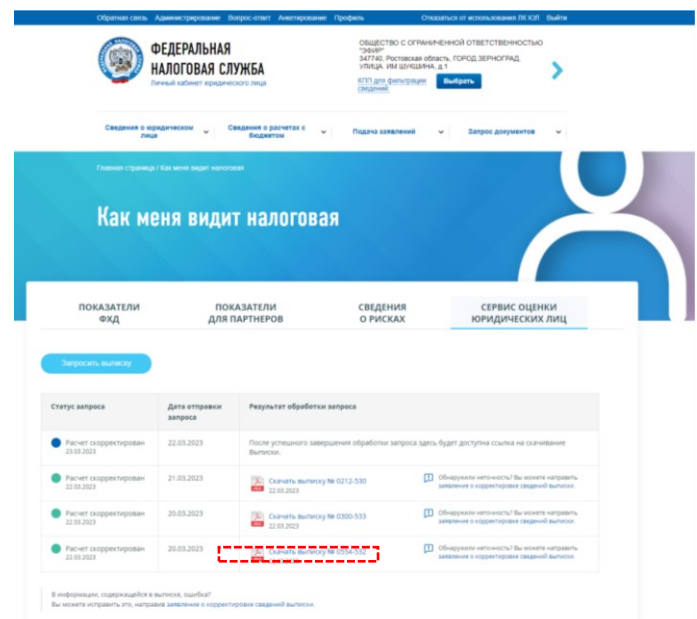 Обратная связь Администрирование Вопрос-ответ Анкетирование Профиль Отказаться от использования ЛК ЮЛ Выйти
ФЕДЕРАЛЬНАЯ
НАЛОГОВАЯ СЛУЖБА
Личный кабинет юридического лица
ОБЩЕСТВО С ОГРАНИЧЕННОЙ ОТВЕТСТВЕННОСТЬЮ
"ЭФИР"
347740, Ростовская область, ГОРОД ЗЕРНОГРАД,
УЛИЦА, ИМ ШУКШИНА, д.1
КПП для фильтрации
сведений:
Выбрать
Сведения о юридическом
лице
Сведения о расчетах с
бюджетом
Подача заявлений
Запрос документов
Главная страница / Как меня видит налоговая
Как меня видит налоговая
ПОКАЗАТЕЛИ
ФХД
ПОКАЗАТЕЛИ
ДЛЯ ПАРТНЕРОВ
СВЕДЕНИЯ
О РИСКАХ
СЕРВИС ОЦЕНКИ
ЮРИДИЧЕСКИХ ЛИЦ
Запросить выписку
Статус запроса
Дата отправки
запроса
Результат обработки запроса
Расчет скорректирован
23.03.2023
22.03.2023
После успешного завершения обработки запроса здесь будет доступна ссылка на скачивание
Выписки.
Расчет скорректирован
22.03.2023
21.03.2023
Скачать выписку № 0212-530
22.03.2023
Обнаружили неточность? Вы можете направить
заявление о корректировке сведений выписки.
Расчет скорректирован
22.03.2023
20.03.2023
Скачать выписку № 0300-533
22.03.2023
Обнаружили неточность? Вы можете направить
заявление о корректировке сведений выписки.
Расчет скорректирован
22.03.2023
20.03.2023
Скачать выписку № 0554-532
Обнаружили неточность? Вы можете направить
заявление о корректировке сведений выписки.
В информации, содержащейся в выписке, ошибка?
Вы можете исправить это, направив заявление о корректировке сведений выписки.